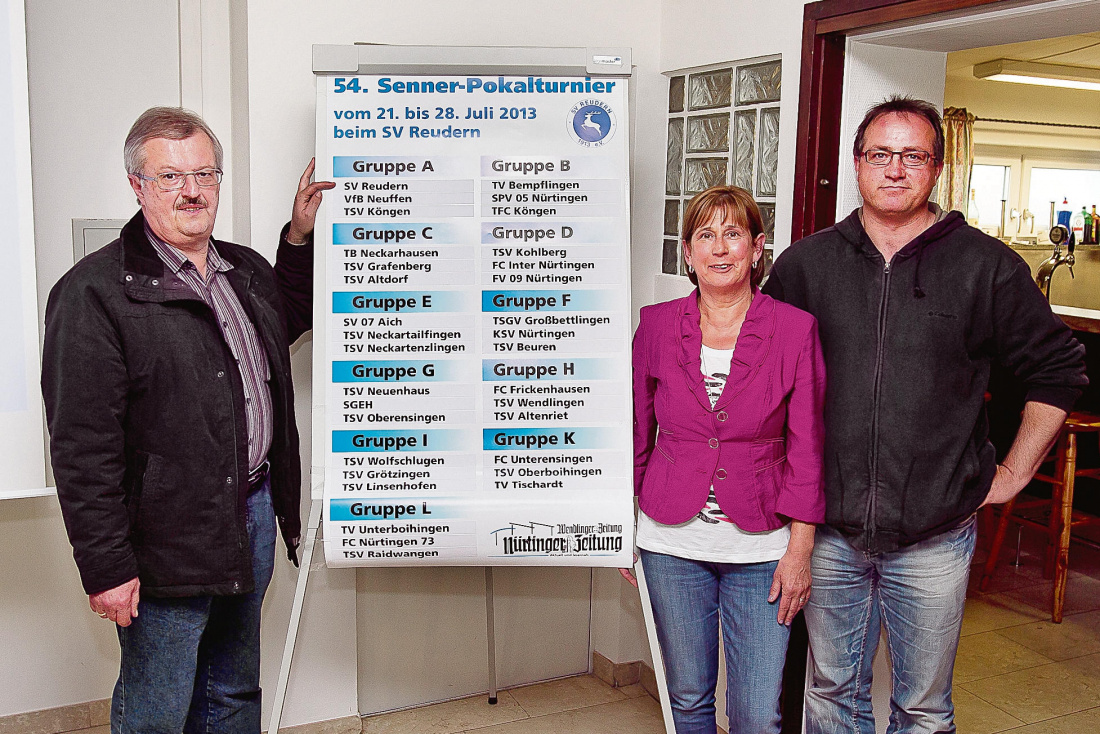 54. Senner-Pokalturnier
vom 21. bis 28. Juli 2013
beim SV Reudern
SV REUDERN
1913 e.V.
Gruppe A
SV Reudern
VfB Neuffen
TSV Köngen
Gruppe B
TV Bempflingen
SPV 05 Nürtingen
TFC Köngen
Gruppe C
TB Neckarhausen
TSV Grafenberg
TSV Altdorf
Gruppe D
TSV Kohlberg
FC Inter Nürtingen
FV 09 Nürtingen
Gruppe E
SV 07 Aich
TSV Neckartailfingen
TSV Neckartenzlingen
Gruppe F
TSGV Großbettlingen
KSV Nürtingen
TSV Beuren
Gruppe G
TSV Neuenhaus
SGEH
TSV Oberensingen
Gruppe H
FC Frickenhausen
TSV Wendlingen
TSV Altenriet
Gruppe I
TSV Wolfschlugen
TSV Grötzingen
TSV Linsenhofen
Gruppe K
FC Unterensingen
TSV Oberboihingen
TV Tischardt
Gruppe L
TV Unterboihingen
FC Nürtingen 73
TSV Raidwangen
Wendlinger Zeitung
Nürtinger Zeitung